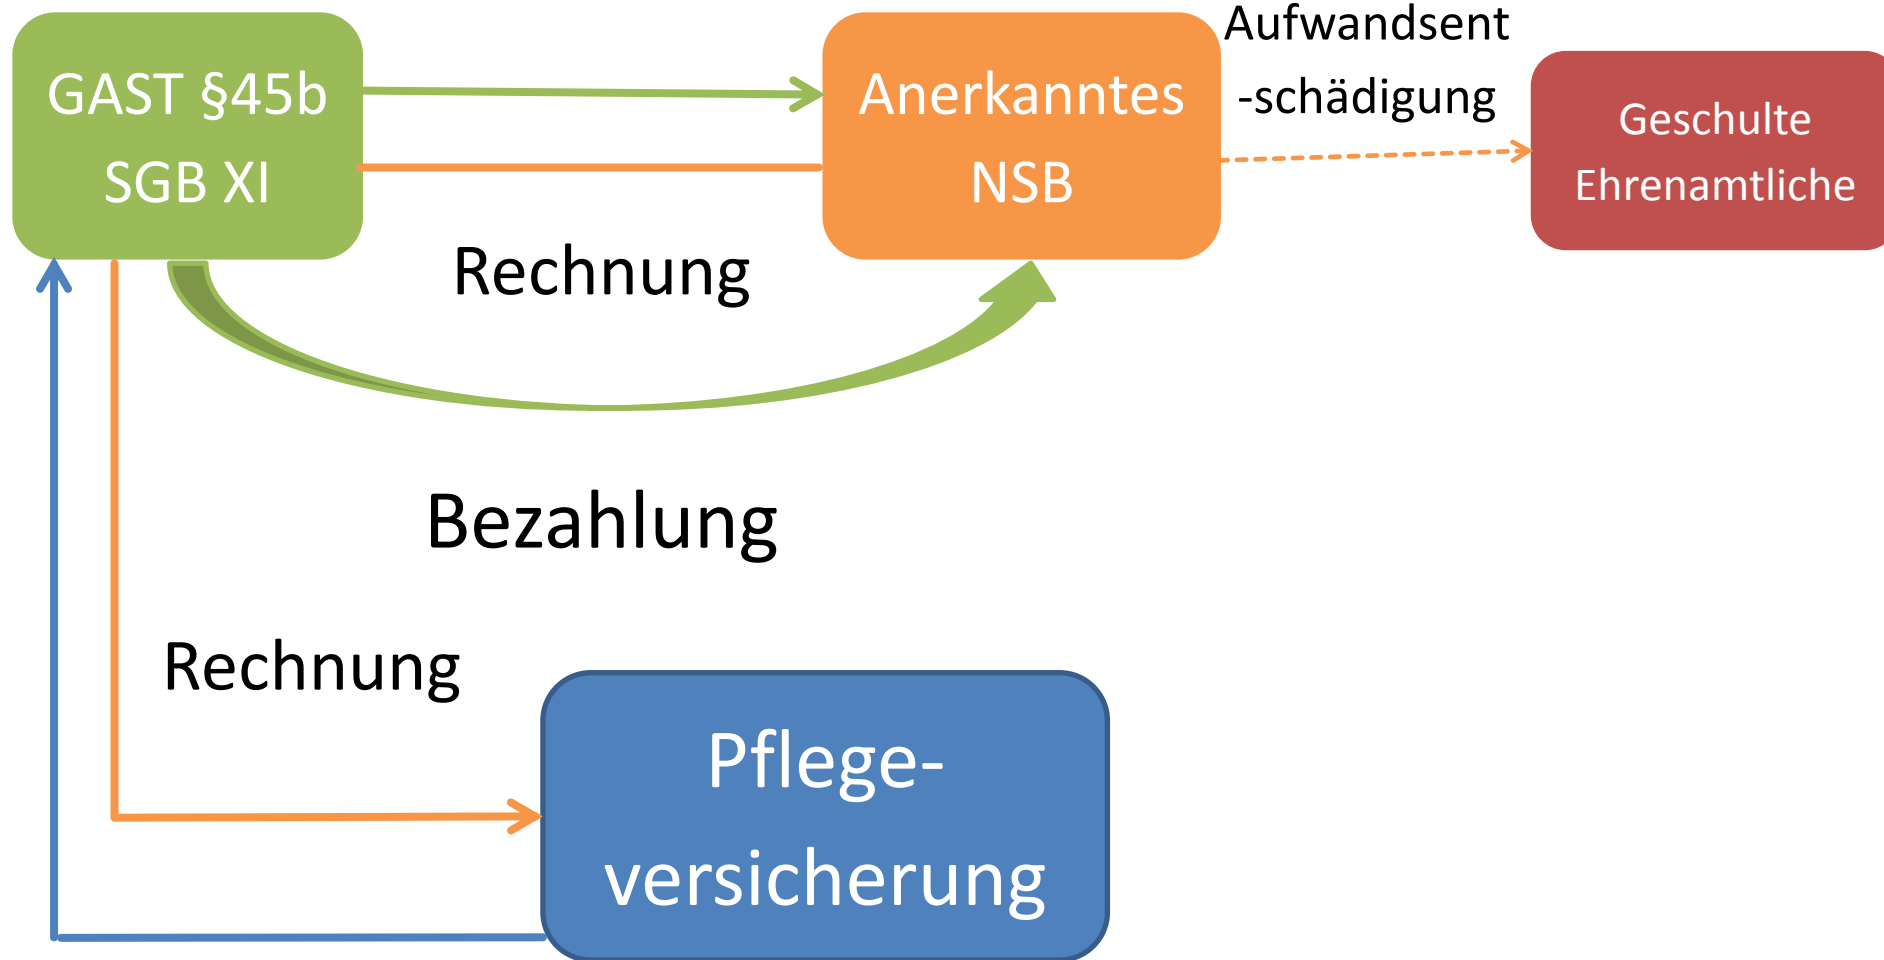 GAST §45b
SGB XI
Anerkanntes
NSB
Aufwandsent
-schädigung
Geschulte
Ehrenamtliche
Rechnung
Bezahlung
Rechnung
Pflege-
versicherung